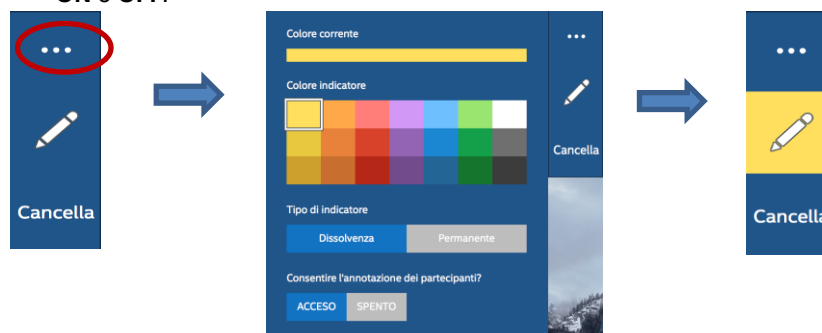 Colore corrente
Colore indicatore
Cancella
Cancella
Cancella
Tipo di indicatore
Dissolvenza Permanente
Consentire l'annotazione dei partecipanti?
ACCESO SPENTO